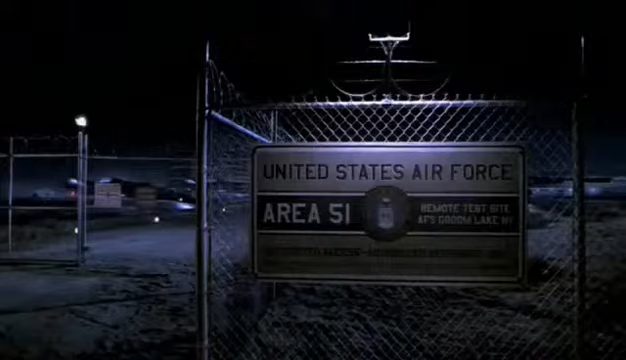 UNITED STATES AIR FORCE
AREA 51
REMOTE TEST SITE
AFS GROOM LAKE NV